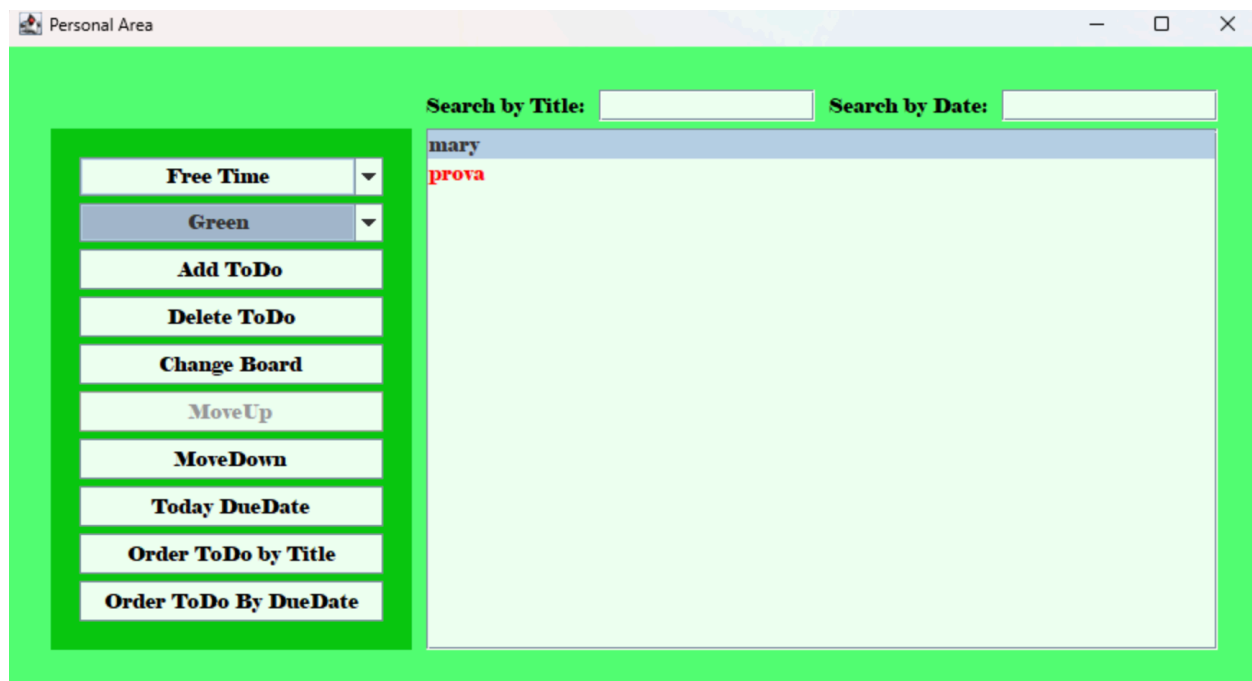 Personal Area
Search by Title: Search by Date:
mary
prova
Free Time
Green
Add ToDo
Delete ToDo
Change Board
MoveUp
MoveDown
Today DueDate
Order ToDo by Title
Order ToDo By DueDate